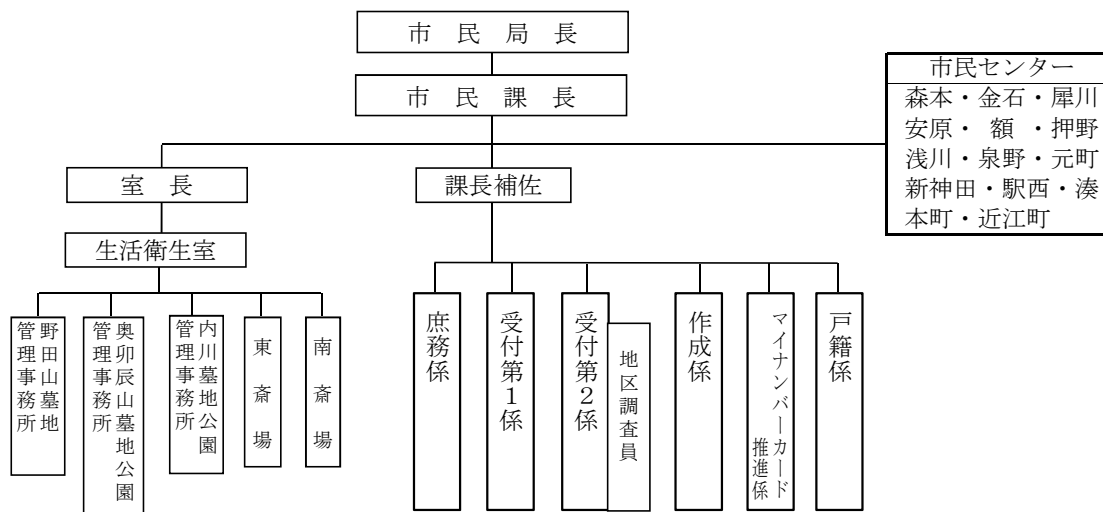 市民局長
市民課長
市民センター
森本・金石・犀川
安原・額・押野
浅川・泉野・元町
新神田・駅西・湊
本町・近江町
室長
課長補佐
生活衛生室
野田山墓地
管理事務所
奥卯辰山墓地公園
管理事務所
内川墓地公園
管理事務所
東斎場
南斎場
庶務係
受付第1係
受付第2係
地区調査員
作成係
マイナンバーカード
推進係
戸籍係